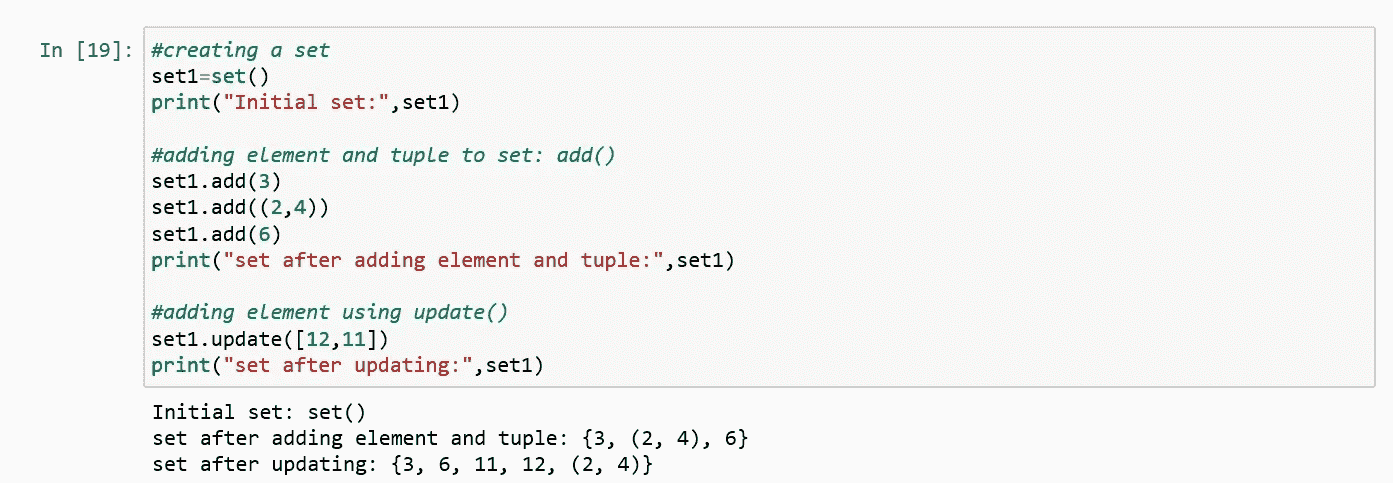 In [19]: #creating a set
set1=set()
print("Initial set:",set1)
#adding element and tuple to set: add()
set1.add(3)
set1.add((2,4))
set1.add(6)
print("set after adding element and tuple:",set1)
#adding element using update()
set1.update([12,11])
print("set after updating:",set1)
Initial set: set()
set after adding element and tuple: {3, (2, 4), 6}
set after updating: {3, 6, 11, 12, (2, 4)}